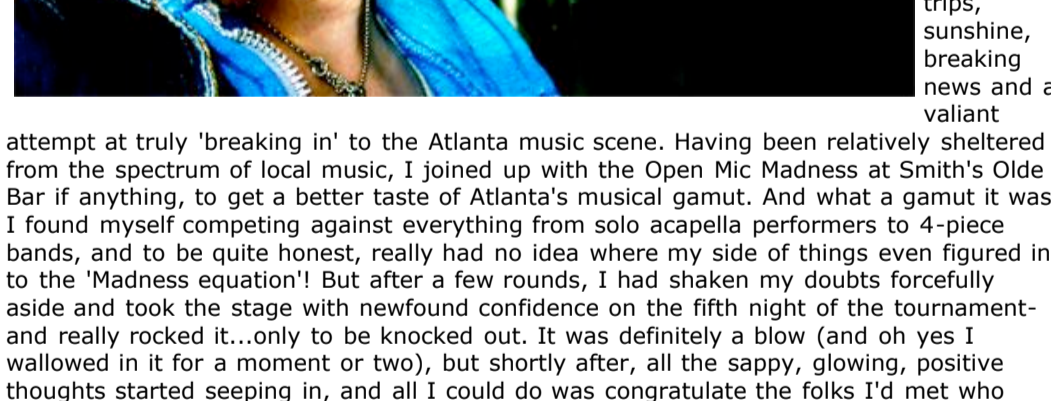 trips,
sunshine,
breaking
news and a
valiant
attempt at truly 'breaking in' to the Atlanta music scene. Having been relatively sheltered
from the spectrum of local music, I joined up with the Open Mic Madness at Smith's Olde
Bar if anything, to get a better taste of Atlanta's musical gamut. And what a gamut it was
I found myself competing against everything from solo acapella performers to 4-piece
bands, and to be quite honest, really had no idea where my side of things even figured in
to the 'Madness equation'! But after a few rounds, I had shaken my doubts forcefully
aside and took the stage with newfound confidence on the fifth night of the tournament-
and really rocked it...only to be knocked out. It was definitely a blow (and oh yes I
wallowed in it for a moment or two), but shortly after, all the sappy, glowing, positive
thoughts started seeping in, and all I could do was congratulate the folks I'd met who